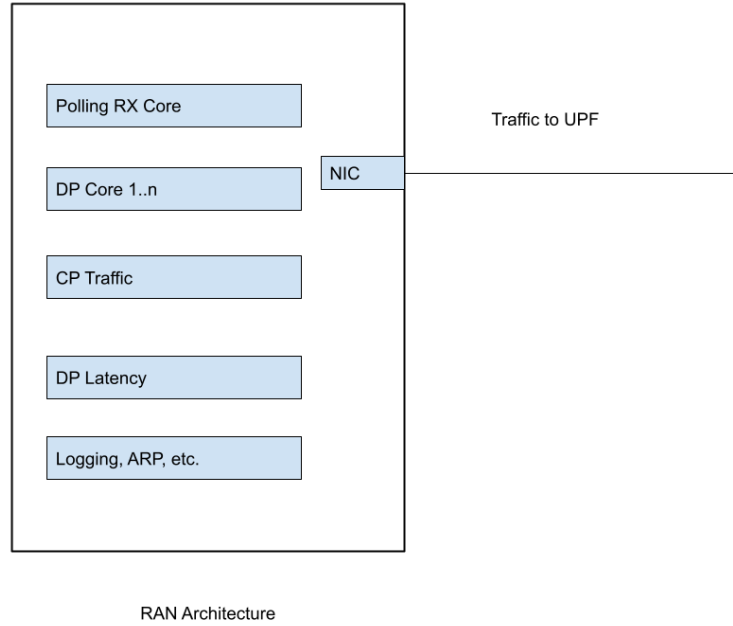 Polling RX Core
Traffic to UPF
NIC
DP Core 1..n
CP Traffic
DP Latency
Logging, ARP, etc.
RAN Architecture